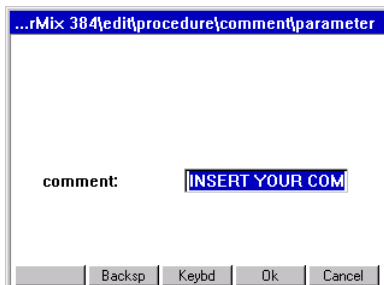 ...rMix 384\edit\procedure\comment\parameter
comment: INSERT YOUR COM
Backsp Keybd Ok Cancel